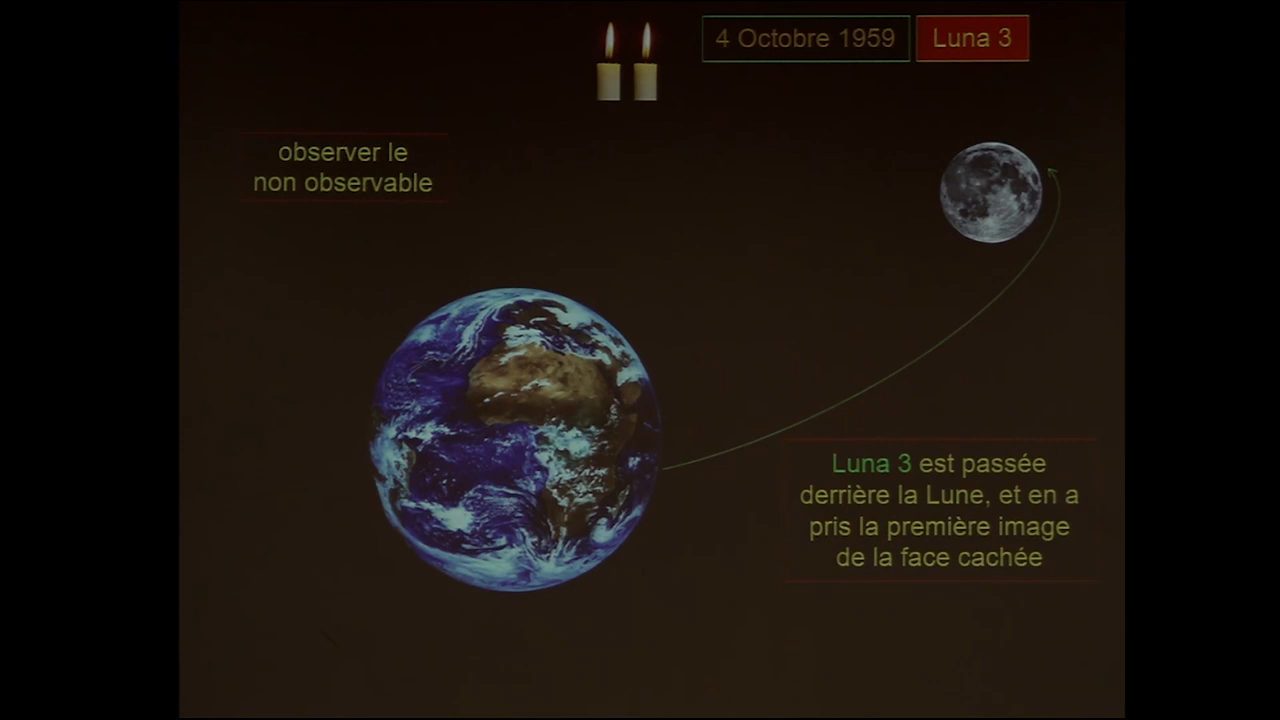 4 Octobre 1959
Luna 3
observer le
non observable
Luna 3 est passée
derrière la Lune, et en a
pris la première image
de la face cachée